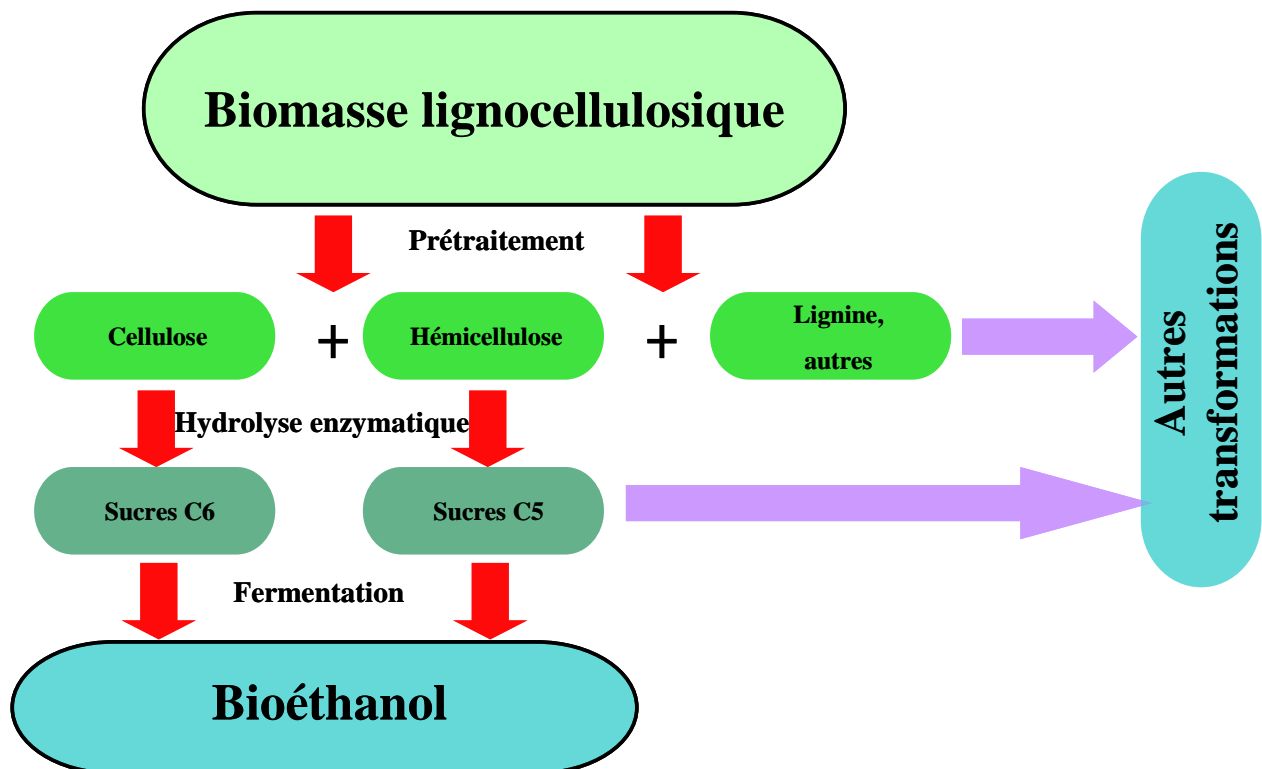 Biomasse lignocellulosique
Prétraitement
Cellulose
+
Hémicellulose
+
Lignine,
autres
Hydrolyse enzymatique
Sucres C6
Sucres C5
Fermentation
Bioéthanol
Autres
transformations